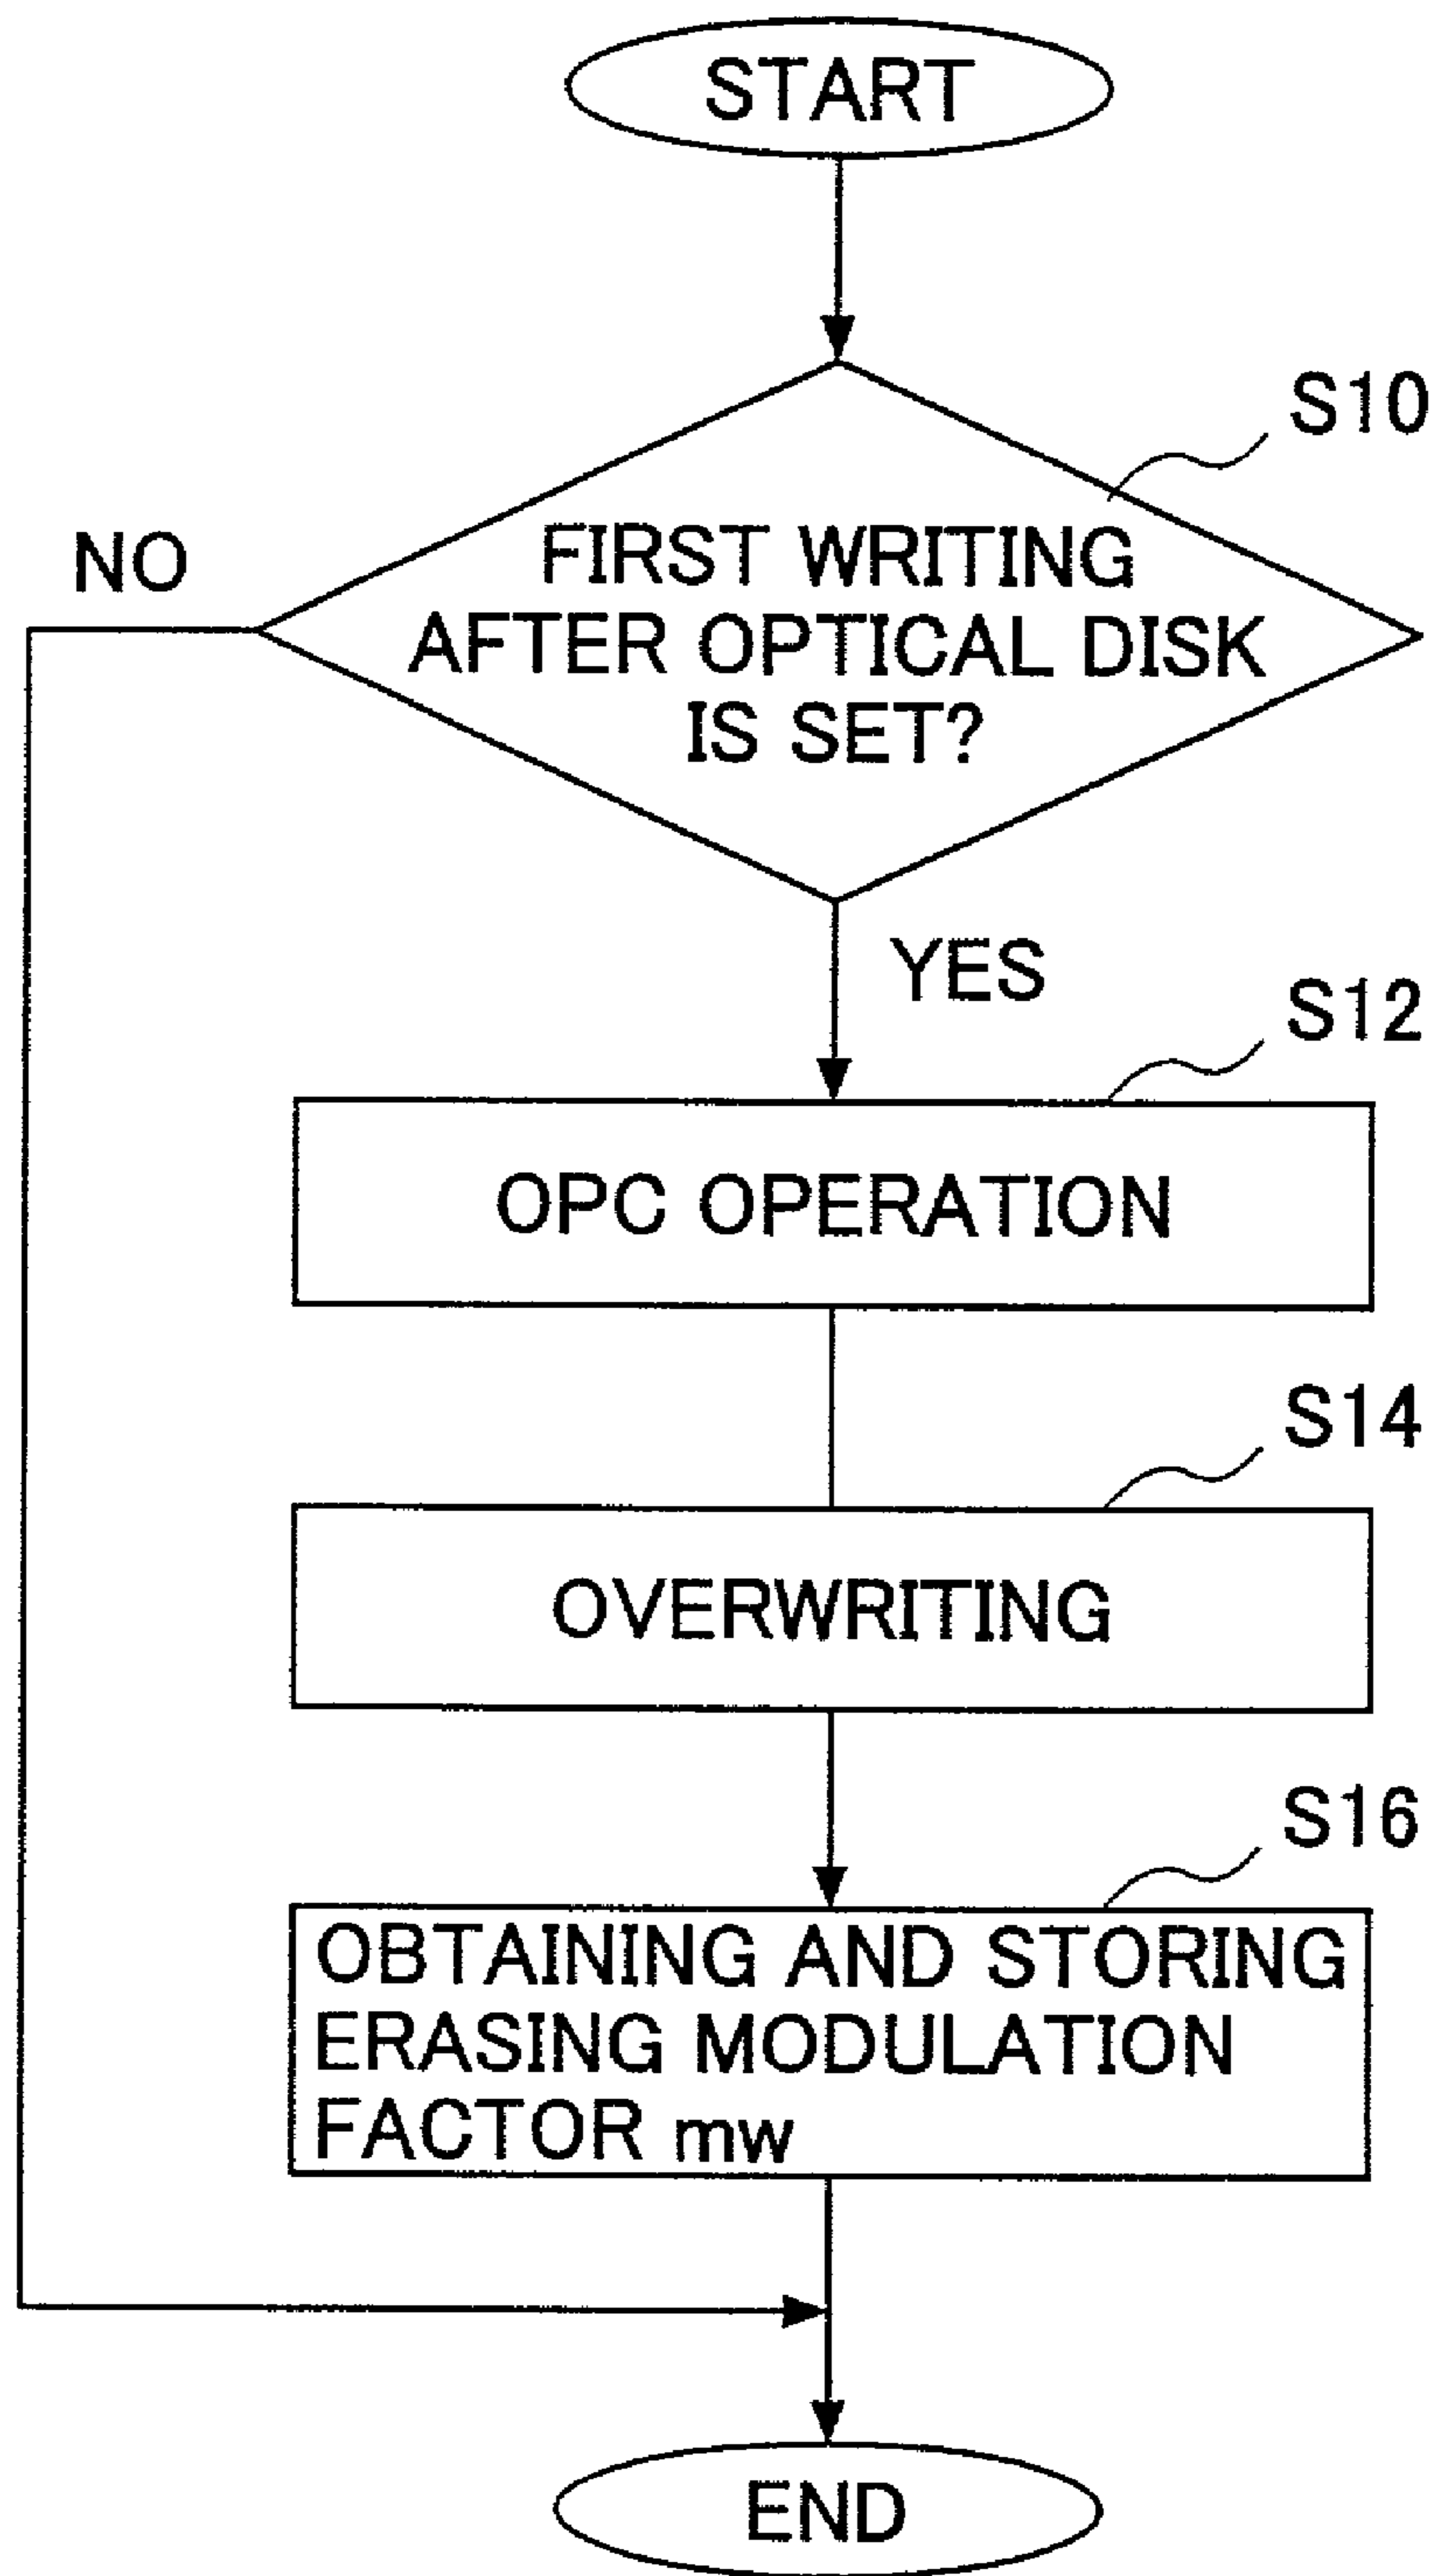 START
S10
NO
FIRST WRITING
AFTER OPTICAL DISK
IS SET?
YES
S12
OPC OPERATION
S14
OVERWRITING
S16
OBTAINING AND STORING
ERASING MODULATION
FACTOR mw
END